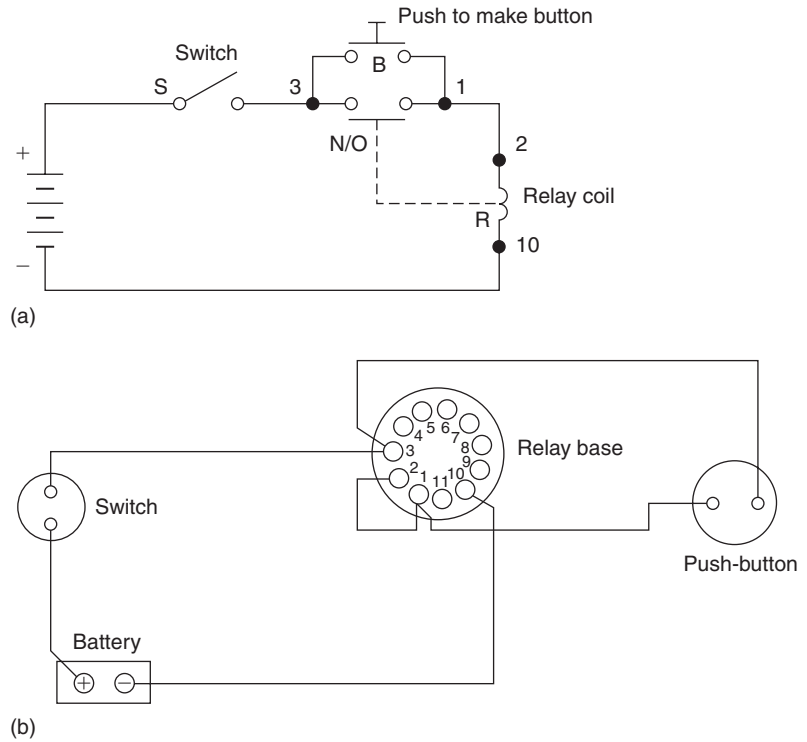 Push to make button
Switch
S
B
3
1
N/O
2
+
Relay coil
R
10
−
(a)
5 6
4
7
3
8
Relay base
2
9
1
10
11
Switch
Push-button
Battery
+ −
(b)